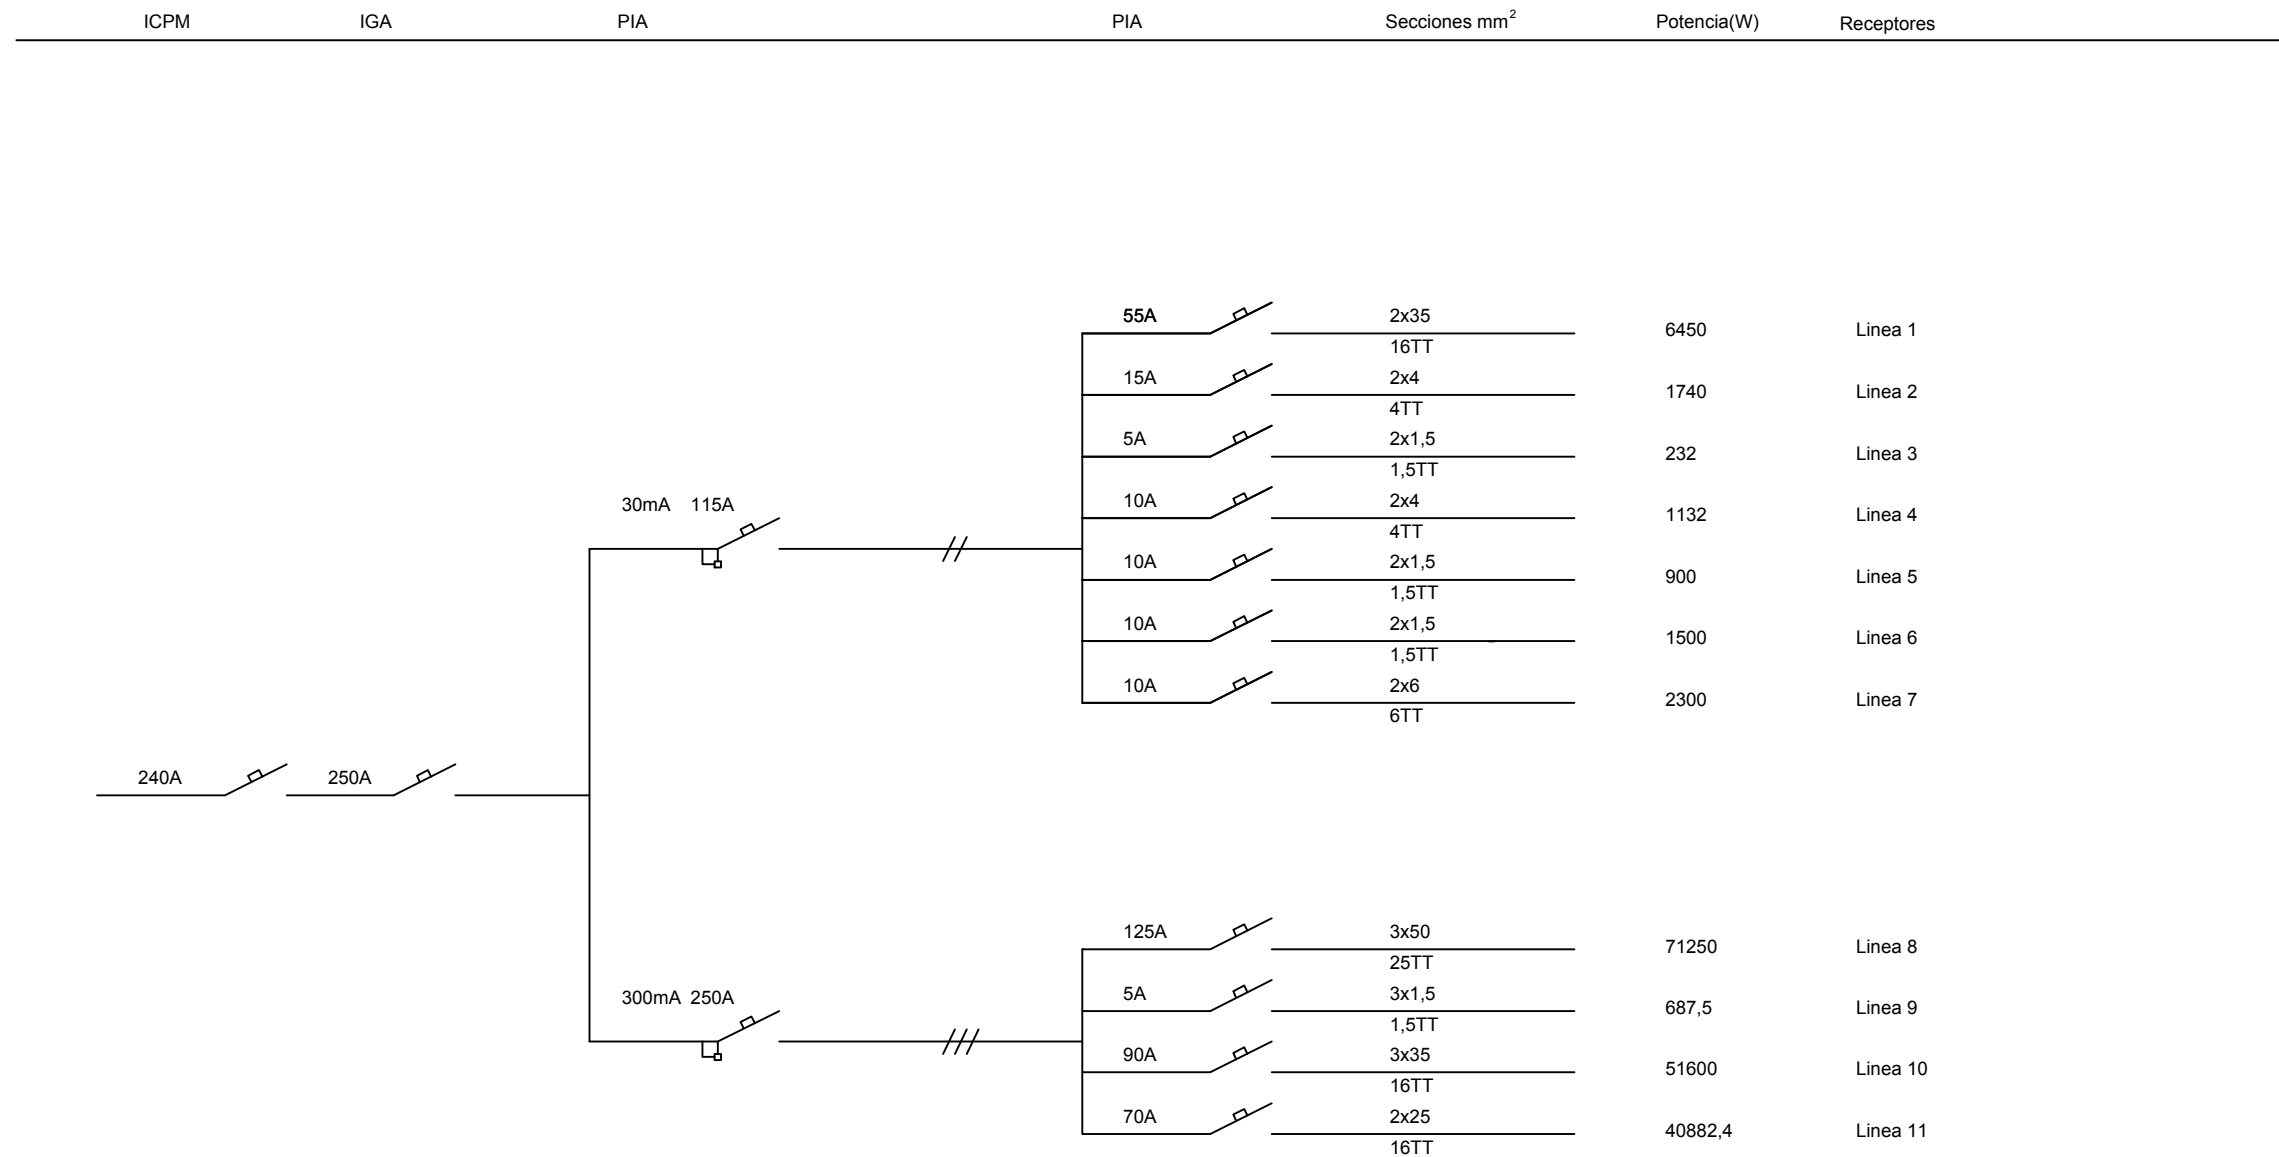 ICPM IGA PIA PIA Secciones mm² Potencia(W) Receptores
55A 2x35
6450 Linea 1
16TT
15A 2x4
1740 Linea 2
4TT
5A 2x1,5
232 Linea 3
1,5TT
30mA 115A
10A 2x4
1132 Linea 4
4TT
10A 2x1,5
900 Linea 5
1,5TT
10A 2x1,5
1500 Linea 6
1,5TT
10A 2x6
2300 Linea 7
6TT
240A 250A
125A 3x50
71250 Linea 8
25TT
300mA 250A
5A 3x1,5
687,5 Linea 9
1,5TT
90A 3x35
51600 Linea 10
16TT
70A 2x25
40882,4 Linea 11
16TT